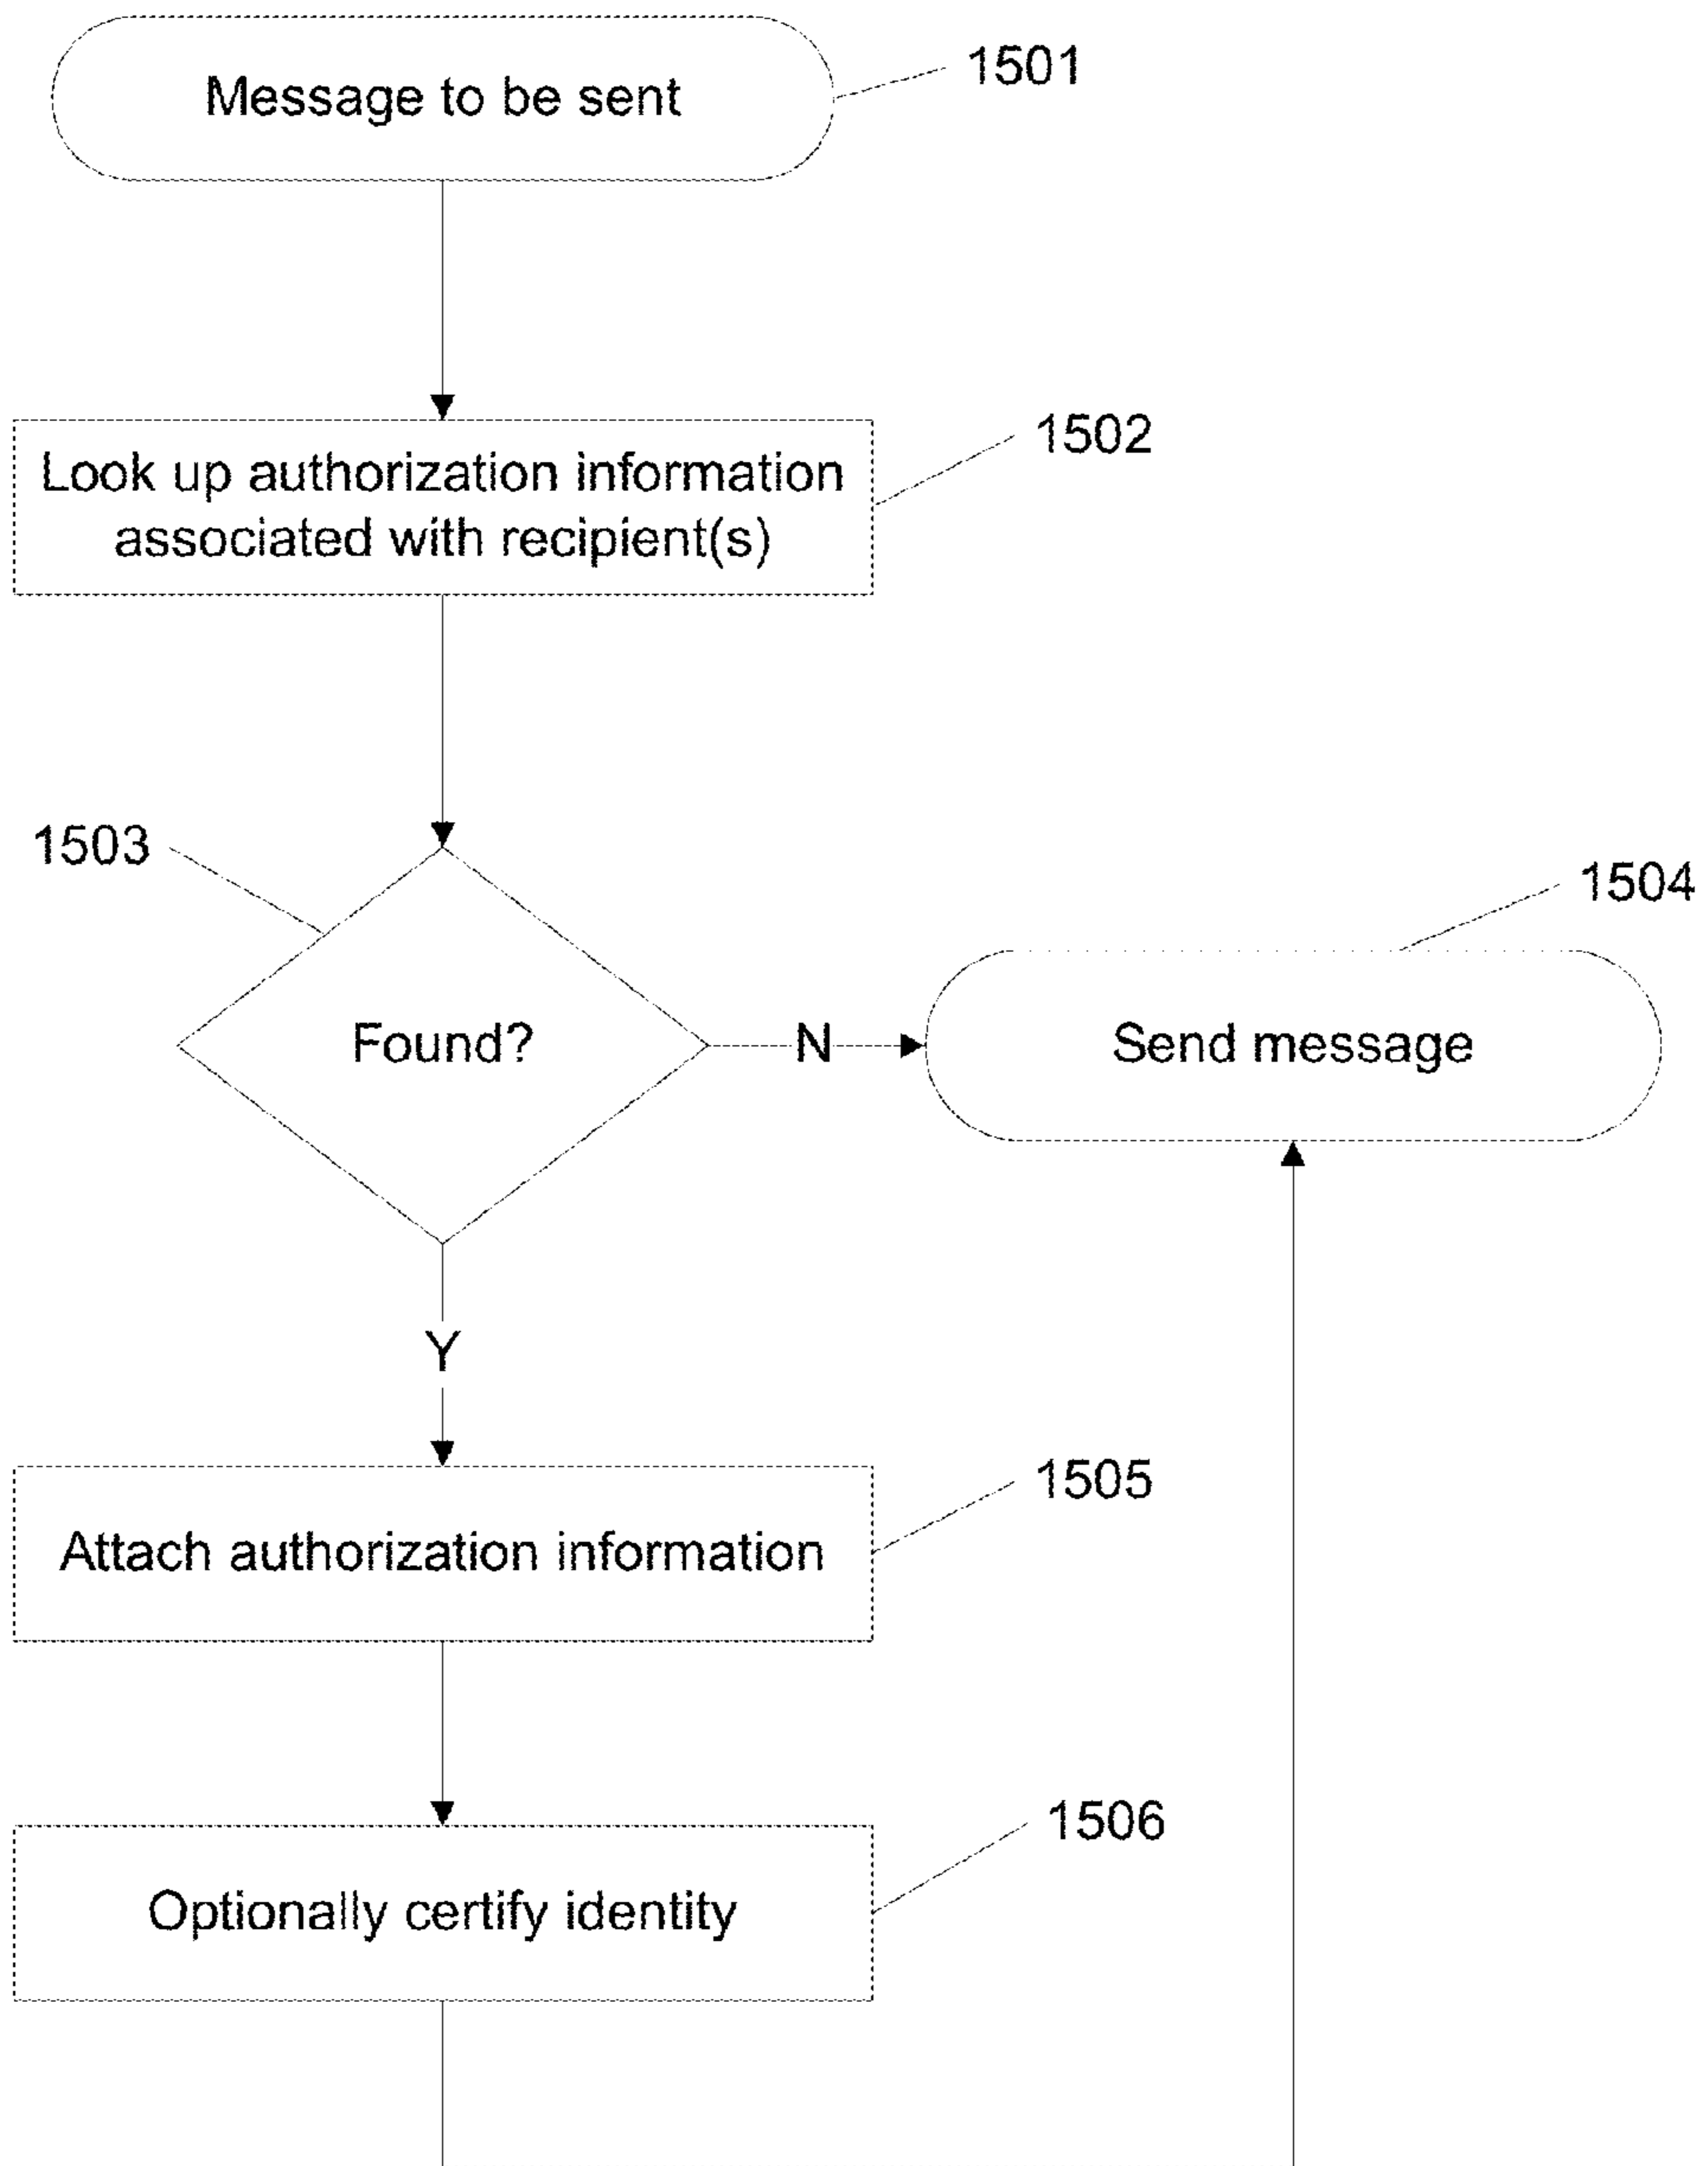 Message to be sent
1501
1502
Look up authorization information
associated with recipient(s)
1503
1504
Found?
N
Send message
Y
1505
Attach authorization information
1506
Optionally certify identity